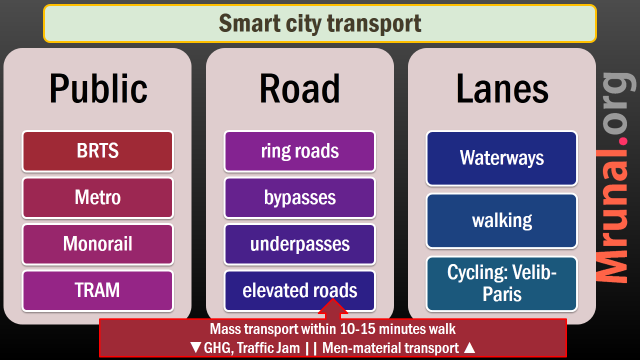 Smart city transport
Public
BRTS
Metro
Monorail
TRAM
Road
ring roads
bypasses
underpasses
elevated roads
Lanes
Waterways
walking
Cycling: Velib-
Paris
Mass transport within 10-15 minutes walk
▼GHG, Traffic Jam || Men-material transport ▲
Mrunal.org